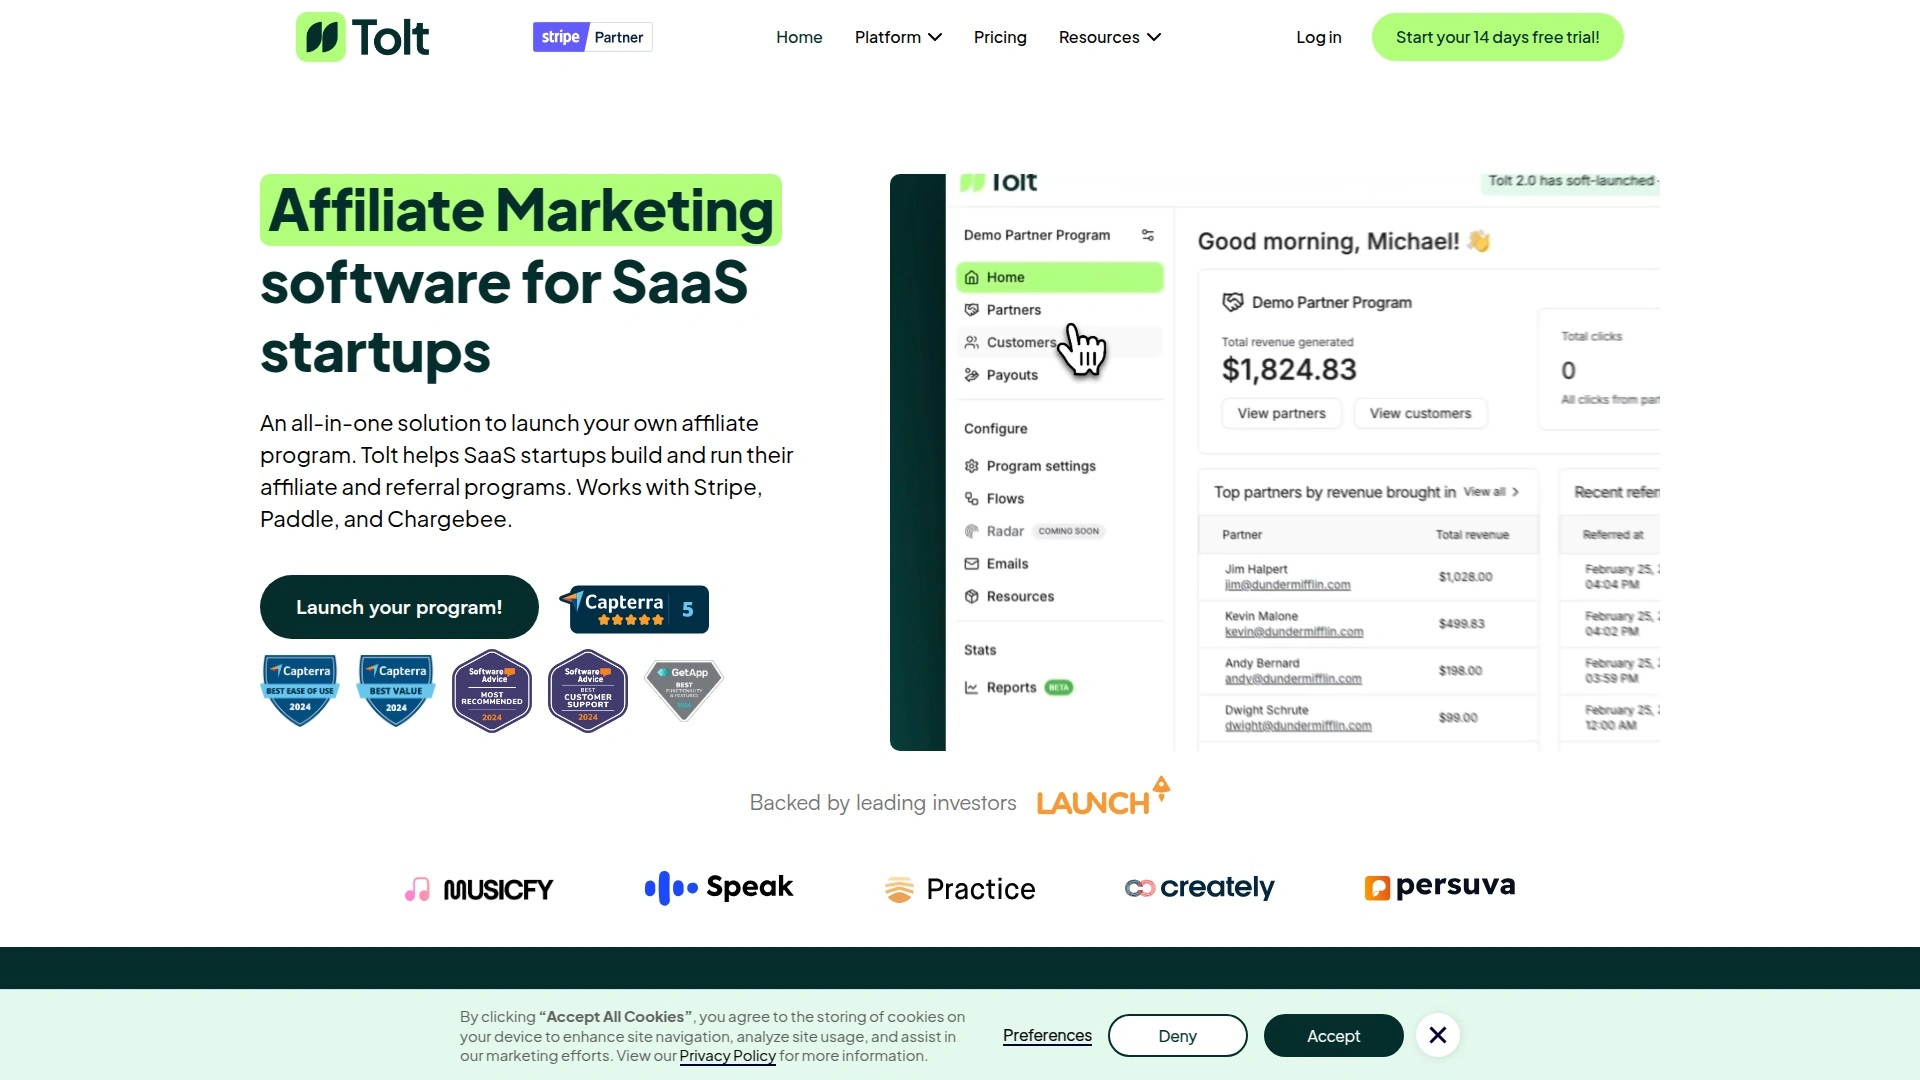 Tolt
stripe Partner
Home
Platform
Pricing
Resources
Log in
Start your 14 days free trial!
Affiliate Marketing
software for SaaS
startups
An all-in-one solution to launch your own affiliate
program. Tolt helps SaaS startups build and run their
affiliate and referral programs. Works with Stripe,
Paddle, and Chargebee.
Launch your program!
Capterra 5
Capterra
BEST EASE OF USE
2024
Capterra
BEST VALUE
2024
Software Advice
MOST
RECOMMENDED
2024
Software Advice
BEST
CUSTOMER
SUPPORT
2024
GetApp
BEST
FUNCTIONALITY
& FEATURES
2024
Tolt
Tolt 2.0 has soft-launched
Demo Partner Program
Home
Partners
Customers
Payouts
Configure
Program settings
Flows
Radar COMING SOON
Emails
Resources
Stats
Reports BETA
Good morning, Michael! 👋
Demo Partner Program
Total revenue generated
$1,824.83
View partners
View customers
Total clicks
0
All clicks from
Top partners by revenue brought in View all
Partner Total revenue
Jim Halpert
jim@dundermifflin.com
$1,028.00
Kevin Malone
kevin@dundermifflin.com
$499.83
Andy Bernard
andy@dundermifflin.com
$198.00
Dwight Schrute
dwight@dundermifflin.com
$99.00
Recent
Referred at
February 25,
04:04 PM
February 25,
04:02 PM
February 25,
03:59 PM
February 25,
12:00 AM
Backed by leading investors LAUNCH
MUSICFY
Speak
Practice
creately
persuva
By clicking “Accept All Cookies”, you agree to the storing of cookies on
your device to enhance site navigation, analyze site usage, and assist in
our marketing efforts. View our Privacy Policy for more information.
Preferences
Deny
Accept